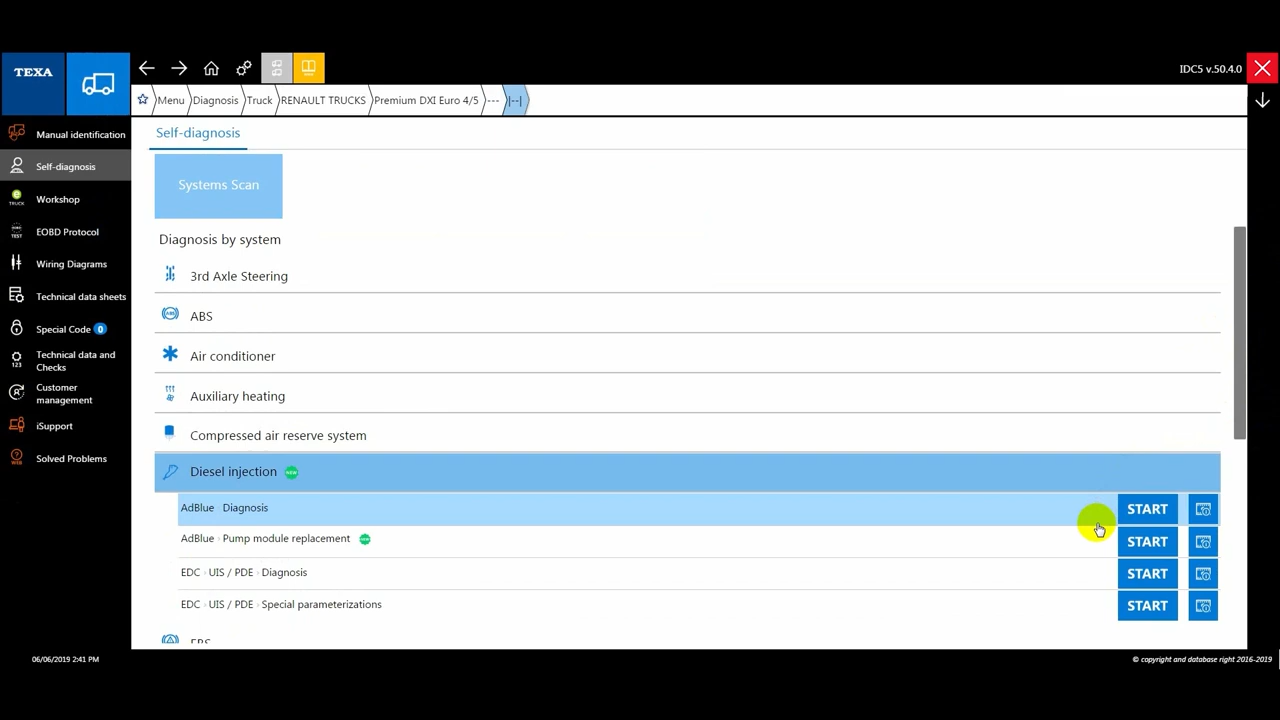 TEXA
IDC5 v.50.4.0
Menu Diagnosis Truck RENAULT TRUCKS Premium DXI Euro 4/5 --- |--|
Manual identification
Self-diagnosis
Workshop
EOBD Protocol
Wiring Diagrams
Technical data sheets
Special Code 0
Technical data and
Checks
Customer
management
iSupport
Solved Problems
Self-diagnosis
Systems Scan
Diagnosis by system
3rd Axle Steering
ABS
Air conditioner
Auxiliary heating
Compressed air reserve system
Diesel injection NEW
AdBlue Diagnosis START
AdBlue Pump module replacement NEW START
EDC UIS / PDE Diagnosis START
EDC UIS / PDE Special parameterizations START
EBS
06/06/2019 2:41 PM
© copyright and database right 2016-2019